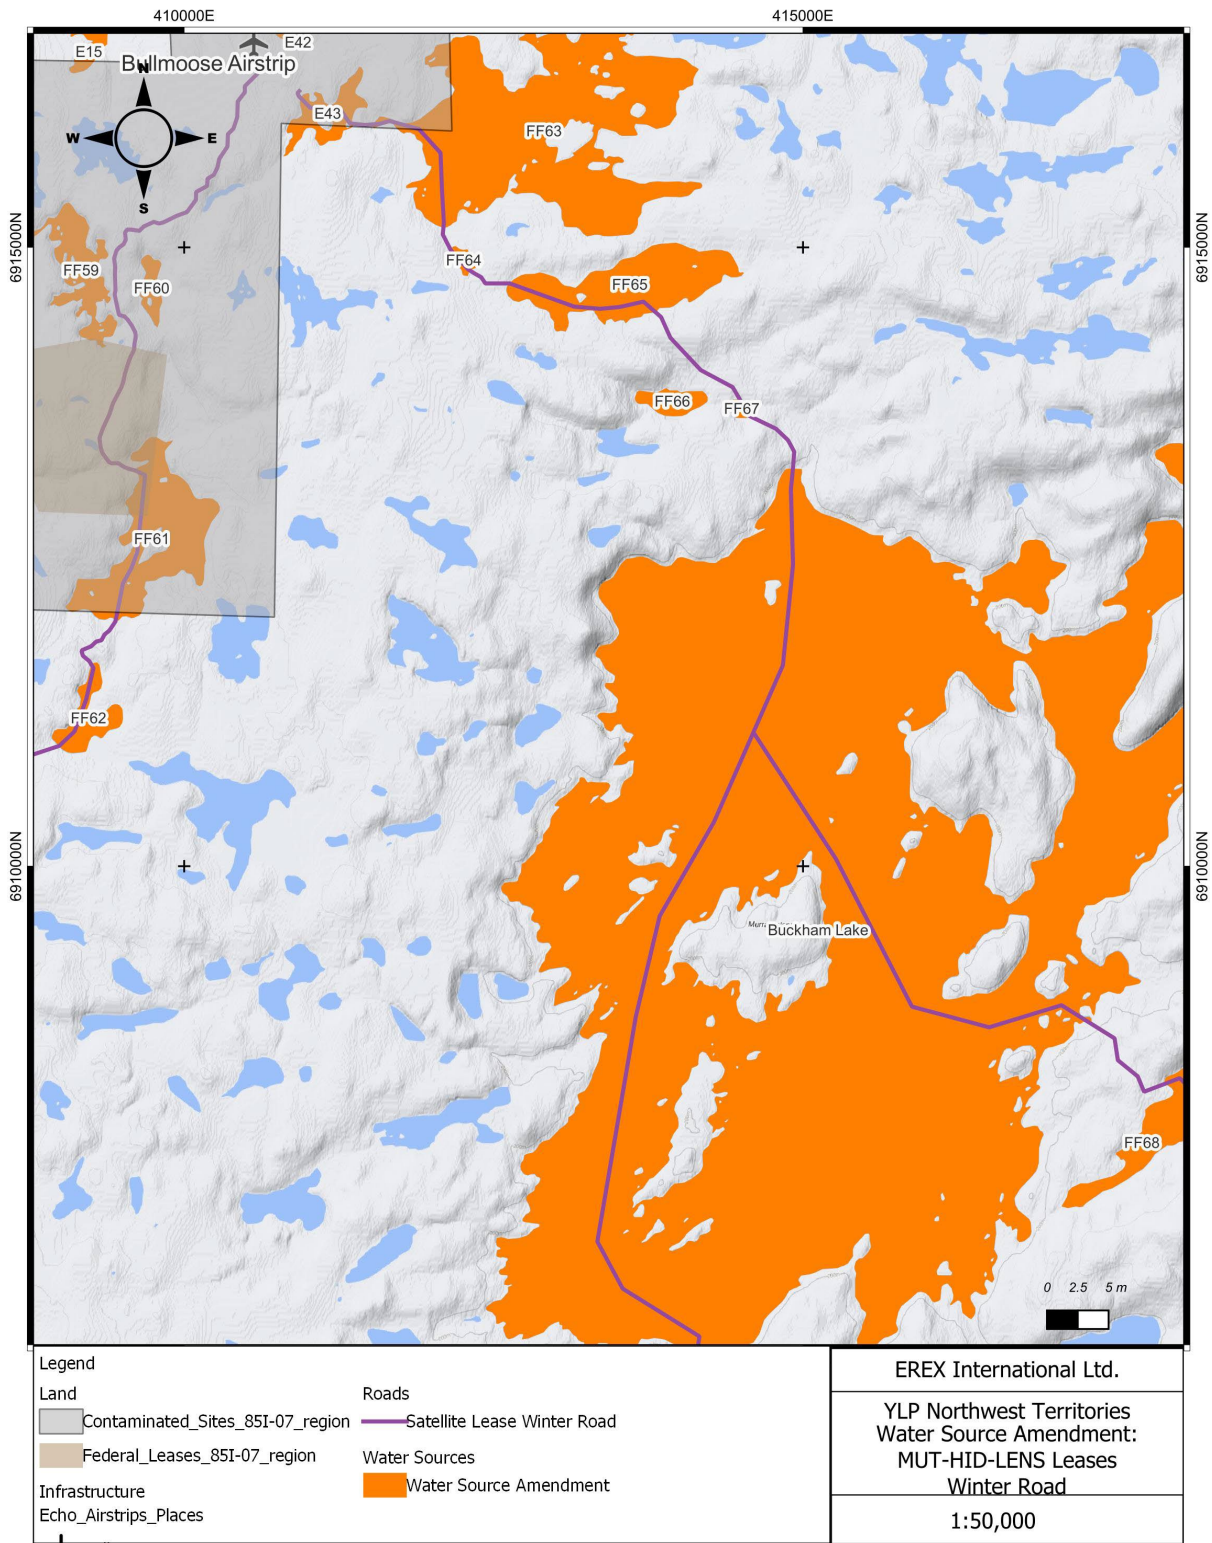 410000E
415000E
E15
E42
Bullmoose Airstrip
N
E43
FF63
W
E
S
6915000N
6915000N
FF59
FF60
FF64
FF65
FF66
FF67
FF61
FF62
6910000N
6910000N
Buckham Lake
FF68
0 2.5 5 m
Legend
Land
Contaminated_Sites_85I-07_region
Federal_Leases_85I-07_region
Infrastructure
Echo_Airstrips_Places
Roads
Satellite Lease Winter Road
Water Sources
Water Source Amendment
EREX International Ltd.
YLP Northwest Territories
Water Source Amendment:
MUT-HID-LENS Leases
Winter Road
1:50,000